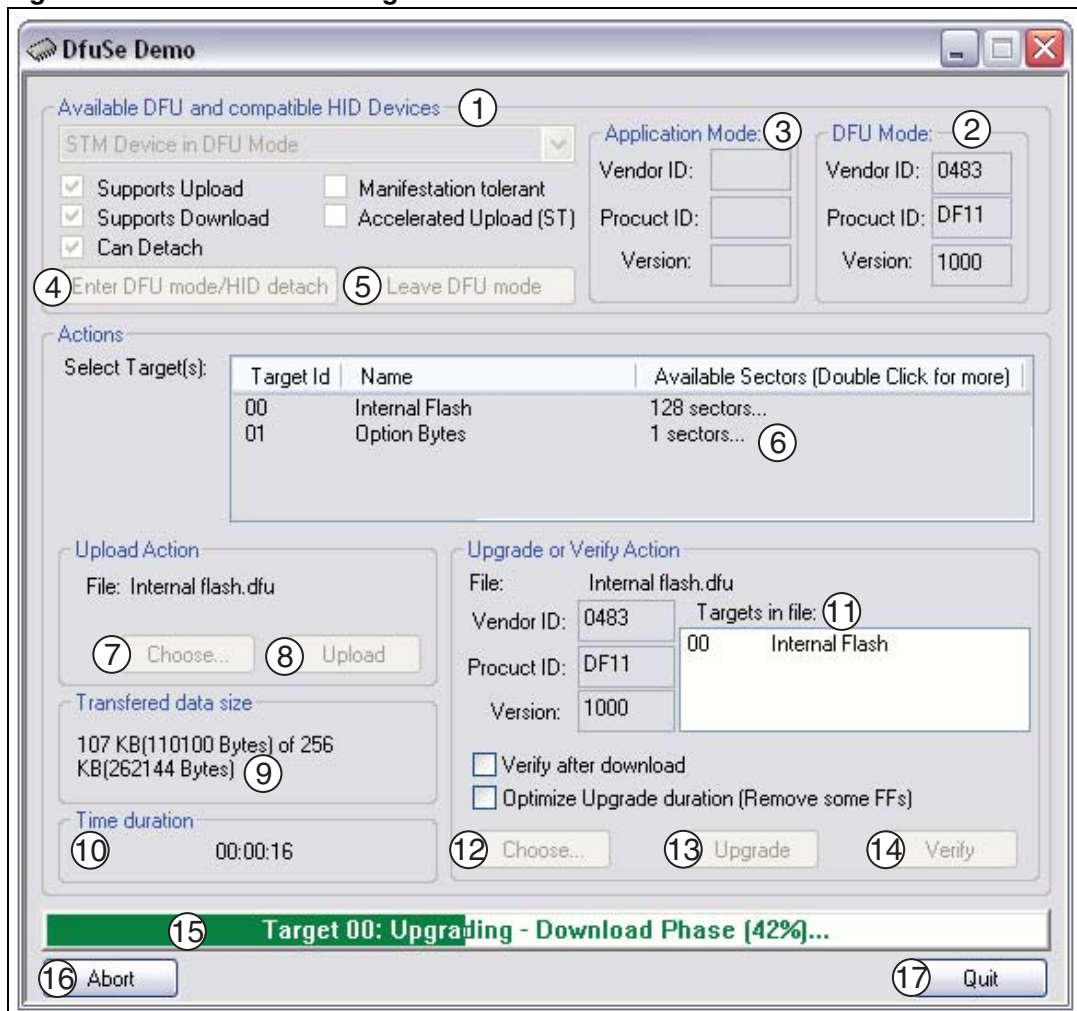 DfuSe Demo
Available DFU and compatible HID Devices 1
STM Device in DFU Mode
Supports Upload
Manifestation tolerant
Supports Download
Accelerated Upload (ST)
Can Detach
4 Enter DFU mode/HID detach
5 Leave DFU mode
Application Mode: 3
Vendor ID:
Procuct ID:
Version:
DFU Mode: 2
Vendor ID: 0483
Procuct ID: DF11
Version: 1000
Actions
Select Target(s):
Target Id Name Available Sectors (Double Click for more)
00 Internal Flash 128 sectors...
01 Option Bytes 1 sectors... 6
Upload Action
File: Internal flash.dfu
7 Choose... 8 Upload
Transfered data size
107 KB(110100 Bytes) of 256
KB(262144 Bytes) 9
Time duration
10 00:00:16
Upgrade or Verify Action
File: Internal flash.dfu
Vendor ID: 0483
Procuct ID: DF11
Version: 1000
Targets in file: 11
00 Internal Flash
Verify after download
Optimize Upgrade duration (Remove some FFs)
12 Choose... 13 Upgrade 14 Verify
15 Target 00: Upgrading - Download Phase (42%)...
16 Abort
17 Quit